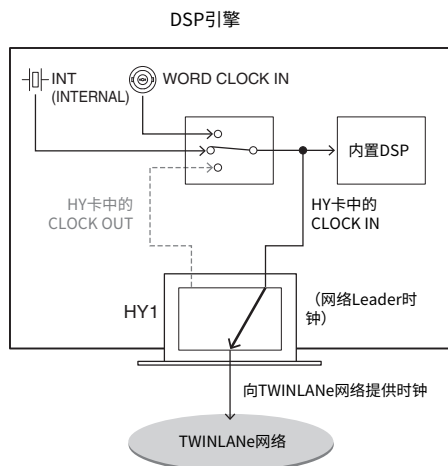 DSP引擎
INT
(INTERNAL)
WORD CLOCK IN
内置DSP
HY卡中的
CLOCK OUT
HY卡中的
CLOCK IN
HY1
（网络Leader时
钟）
向TWINLANe网络提供时钟
TWINLANe网络